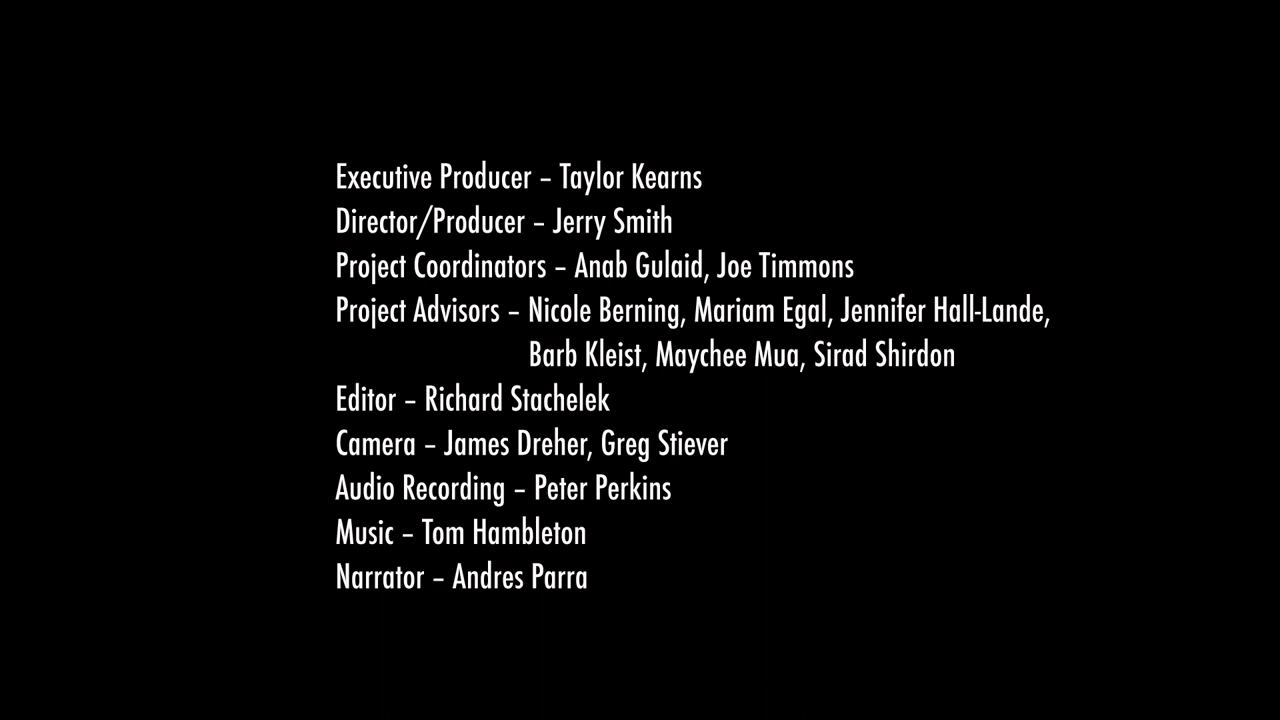 Executive Producer – Taylor Kearns
Director/Producer – Jerry Smith
Project Coordinators – Anab Gulaid, Joe Timmons
Project Advisors – Nicole Berning, Mariam Egal, Jennifer Hall-Lande,
Barb Kleist, Maychee Mua, Sirad Shirdon
Editor – Richard Stachelek
Camera – James Dreher, Greg Stiever
Audio Recording – Peter Perkins
Music – Tom Hambleton
Narrator – Andres Parra